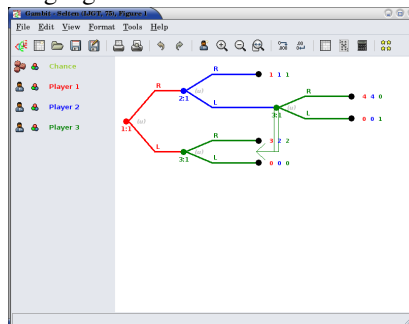 Gambit - Selten (IJGT, 75), Figure 1
File Edit View Format Tools Help
Chance
Player 1
Player 2
Player 3
R
1 1 1
R
2:1
L
R
4 4 0
3:1
L
0 0 1
1:1
L
3:1
R
3 2 2
L
0 0 0